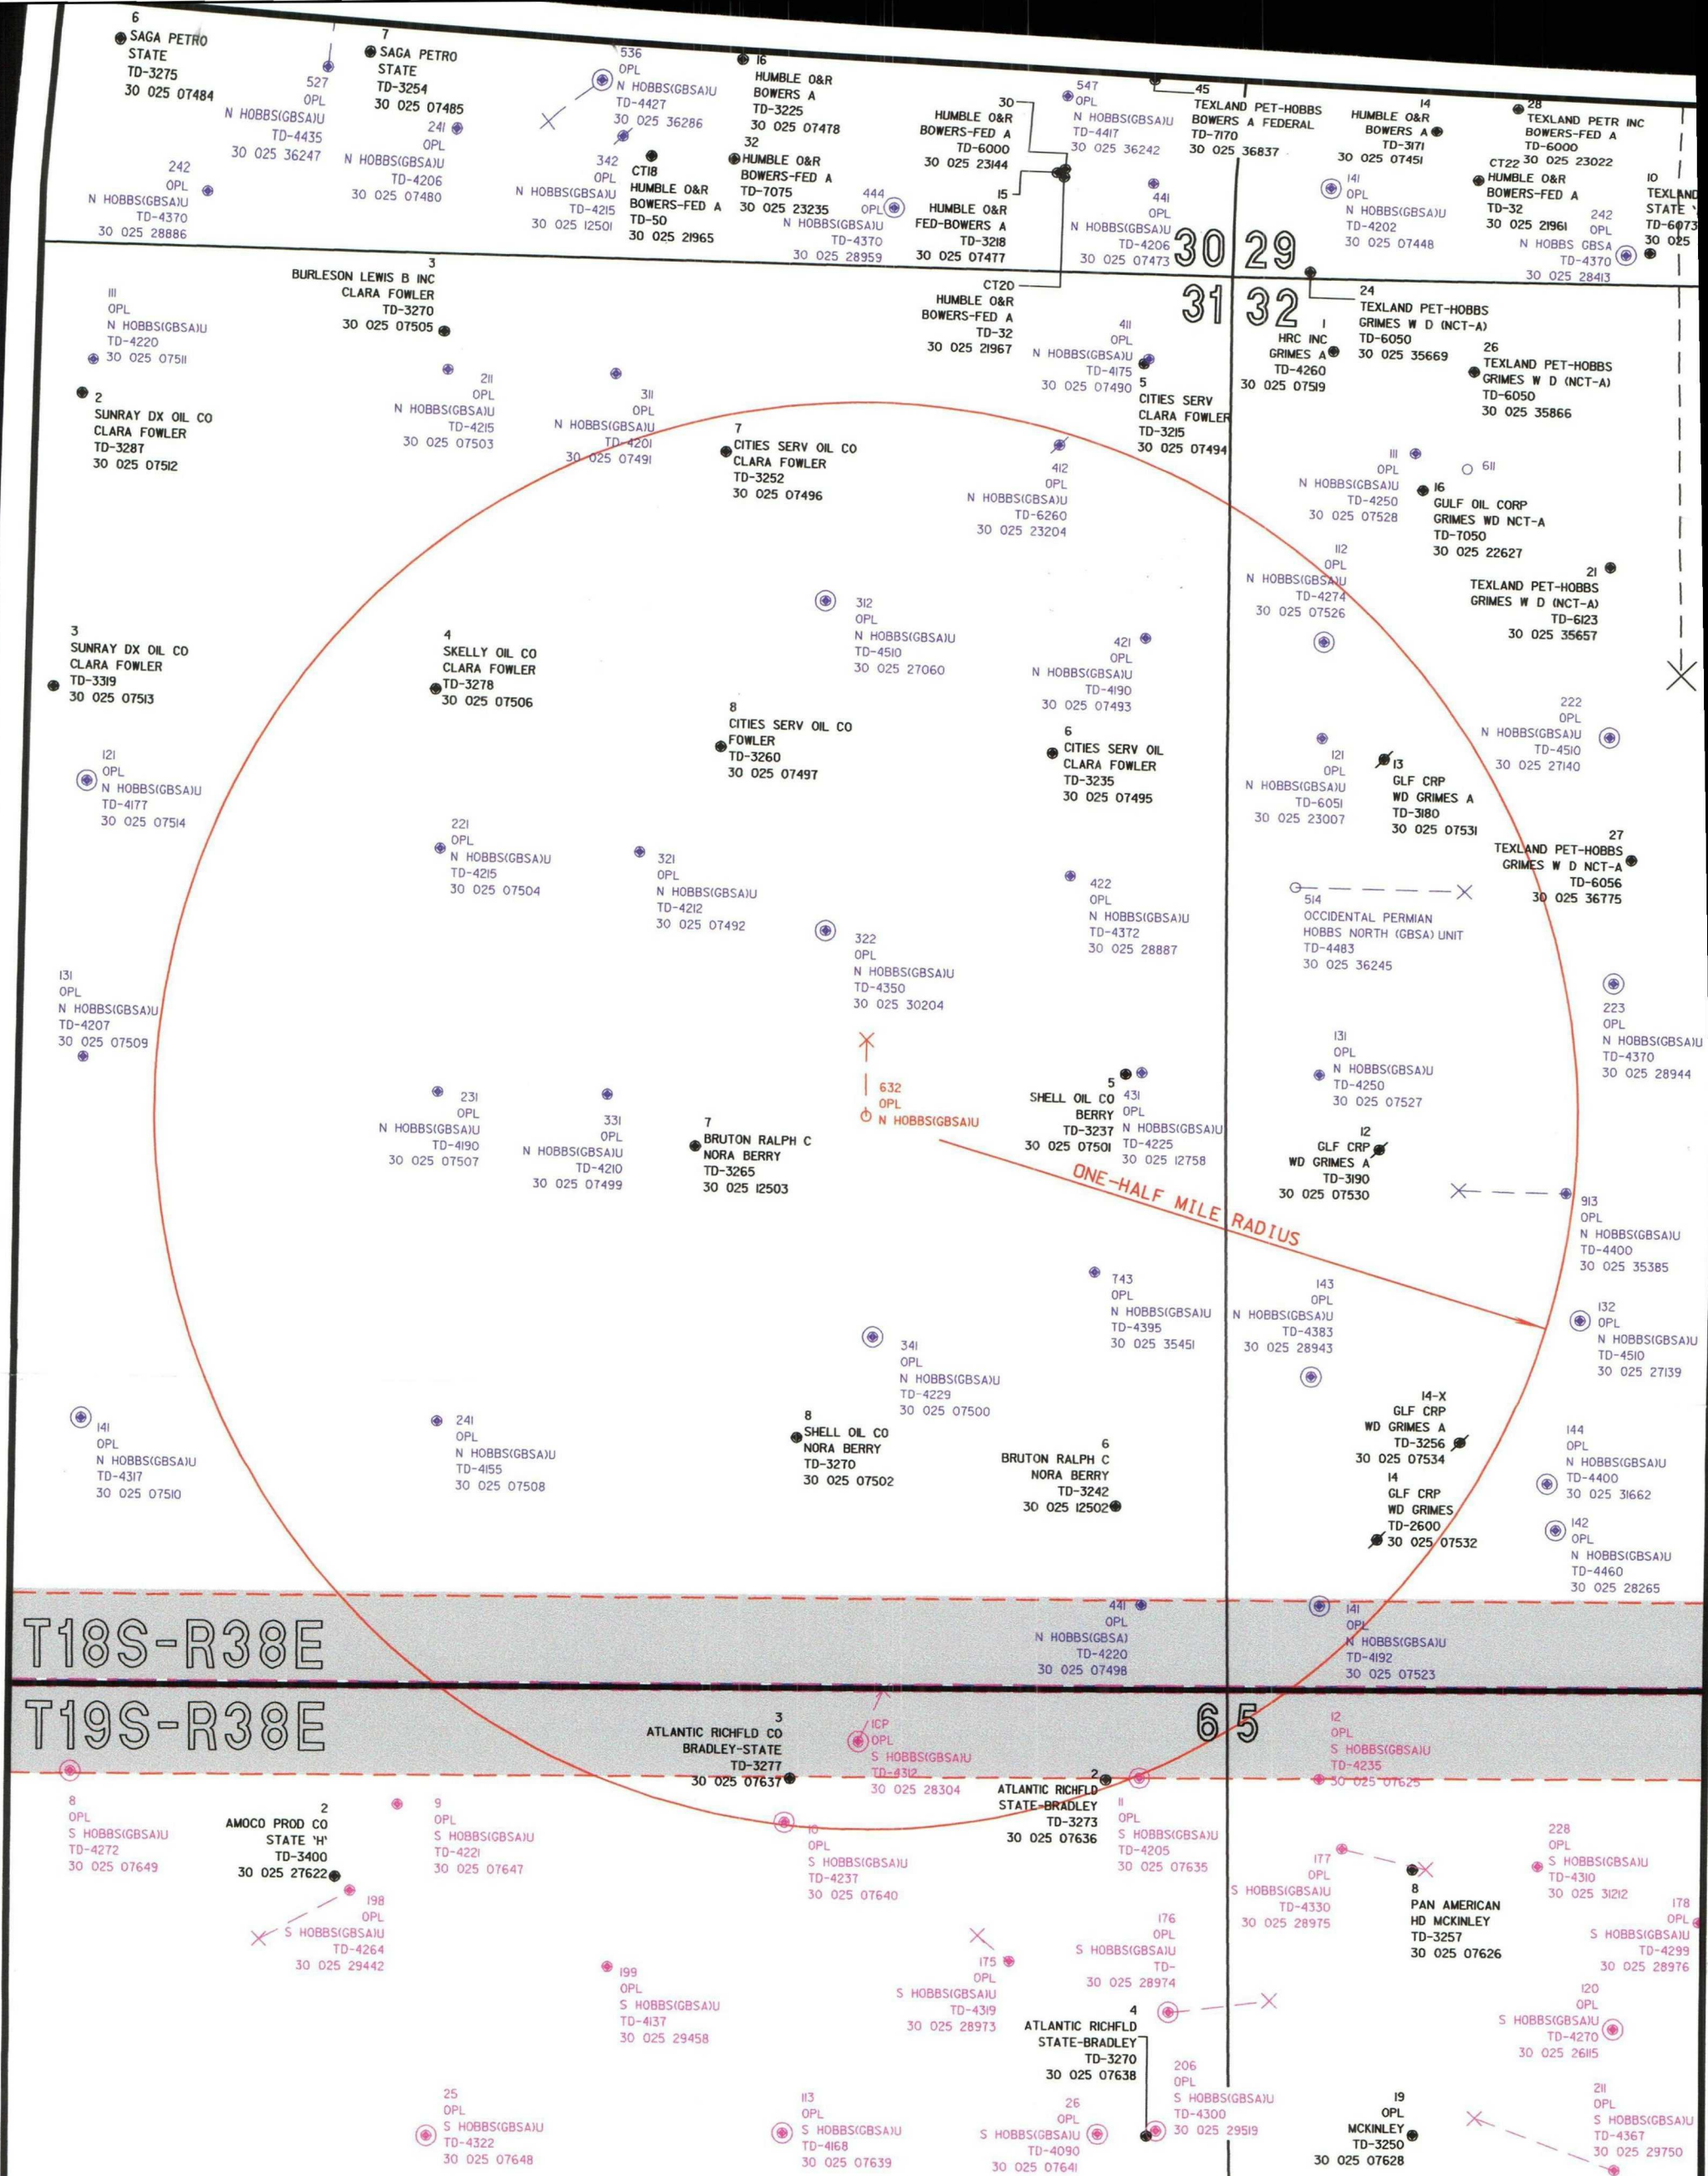 6
SAGA PETRO
STATE
TD-3275
30 025 07484
527
OPL
N HOBBS(GBSA)U
TD-4435
30 025 36247
7
SAGA PETRO
STATE
TD-3254
30 025 07485
241
OPL
N HOBBS(GBSA)U
TD-4206
30 025 07480
242
OPL
N HOBBS(GBSA)U
TD-4370
30 025 28886
536
OPL
N HOBBS(GBSA)U
TD-4427
30 025 36286
342
OPL
N HOBBS(GBSA)U
TD-4215
30 025 12501
CT18
HUMBLE O&R
BOWERS-FED A
TD-50
30 025 21965
16
HUMBLE O&R
BOWERS A
TD-3225
30 025 07478
32
HUMBLE O&R
BOWERS-FED A
TD-7075
30 025 23235
444
OPL
N HOBBS(GBSA)U
TD-4370
30 025 28959
30
HUMBLE O&R
BOWERS-FED A
TD-6000
30 025 23144
15
HUMBLE O&R
FED-BOWERS A
TD-3218
30 025 07477
547
OPL
N HOBBS(GBSA)U
TD-4417
30 025 36242
441
OPL
N HOBBS(GBSA)U
TD-4206
30 025 07473
45
TEXLAND PET-HOBBS
BOWERS A FEDERAL
TD-7170
30 025 36837
14
HUMBLE O&R
BOWERS A
TD-3171
30 025 07451
141
OPL
N HOBBS(GBSA)U
TD-4202
30 025 07448
28
TEXLAND PETR INC
BOWERS-FED A
TD-6000
30 025 23022
CT22
HUMBLE O&R
BOWERS-FED A
TD-32
30 025 21961
242
OPL
N HOBBS GBSA
TD-4370
30 025 28413
10
TEXLAND
STATE '
TD-6073
30 025
30 29
31 32
3
BURLESON LEWIS B INC
CLARA FOWLER
TD-3270
30 025 07505
111
OPL
N HOBBS(GBSA)U
TD-4220
30 025 07511
2
SUNRAY DX OIL CO
CLARA FOWLER
TD-3287
30 025 07512
211
OPL
N HOBBS(GBSA)U
TD-4215
30 025 07503
311
OPL
N HOBBS(GBSA)U
TD-4201
30 025 07491
CT20
HUMBLE O&R
BOWERS-FED A
TD-32
30 025 21967
411
OPL
N HOBBS(GBSA)U
TD-4175
30 025 07490
5
CITIES SERV
CLARA FOWLER
TD-3215
30 025 07494
1
HRC INC
GRIMES A
TD-4260
30 025 07519
24
TEXLAND PET-HOBBS
GRIMES W D (NCT-A)
TD-6050
30 025 35669
26
TEXLAND PET-HOBBS
GRIMES W D (NCT-A)
TD-6050
30 025 35866
7
CITIES SERV OIL CO
CLARA FOWLER
TD-3252
30 025 07496
412
OPL
N HOBBS(GBSA)U
TD-6260
30 025 23204
111
OPL
N HOBBS(GBSA)U
TD-4250
30 025 07528
611
16
GULF OIL CORP
GRIMES WD NCT-A
TD-7050
30 025 22627
112
OPL
N HOBBS(GBSA)U
TD-4274
30 025 07526
21
TEXLAND PET-HOBBS
GRIMES W D (NCT-A)
TD-6123
30 025 35657
3
SUNRAY DX OIL CO
CLARA FOWLER
TD-3319
30 025 07513
4
SKELLY OIL CO
CLARA FOWLER
TD-3278
30 025 07506
312
OPL
N HOBBS(GBSA)U
TD-4510
30 025 27060
421
OPL
N HOBBS(GBSA)U
TD-4190
30 025 07493
8
CITIES SERV OIL CO
FOWLER
TD-3260
30 025 07497
6
CITIES SERV OIL
CLARA FOWLER
TD-3235
30 025 07495
121
OPL
N HOBBS(GBSA)U
TD-6051
30 025 23007
13
GLF CRP
WD GRIMES A
TD-3180
30 025 07531
222
OPL
N HOBBS(GBSA)U
TD-4510
30 025 27140
121
OPL
N HOBBS(GBSA)U
TD-4177
30 025 07514
221
OPL
N HOBBS(GBSA)U
TD-4215
30 025 07504
321
OPL
N HOBBS(GBSA)U
TD-4212
30 025 07492
322
OPL
N HOBBS(GBSA)U
TD-4350
30 025 30204
422
OPL
N HOBBS(GBSA)U
TD-4372
30 025 28887
514
OCCIDENTAL PERMIAN
HOBBS NORTH (GBSA) UNIT
TD-4483
30 025 36245
27
TEXLAND PET-HOBBS
GRIMES W D NCT-A
TD-6056
30 025 36775
131
OPL
N HOBBS(GBSA)U
TD-4207
30 025 07509
223
OPL
N HOBBS(GBSA)U
TD-4370
30 025 28944
231
OPL
N HOBBS(GBSA)U
TD-4190
30 025 07507
331
OPL
N HOBBS(GBSA)U
TD-4210
30 025 07499
7
BRUTON RALPH C
NORA BERRY
TD-3265
30 025 12503
632
OPL
N HOBBS(GBSA)U
5
SHELL OIL CO
BERRY
TD-3237
30 025 07501
431
OPL
N HOBBS(GBSA)U
TD-4225
30 025 12758
131
OPL
N HOBBS(GBSA)U
TD-4250
30 025 07527
12
GLF CRP
WD GRIMES A
TD-3190
30 025 07530
ONE-HALF MILE RADIUS
913
OPL
N HOBBS(GBSA)U
TD-4400
30 025 35385
743
OPL
N HOBBS(GBSA)U
TD-4395
30 025 35451
143
OPL
N HOBBS(GBSA)U
TD-4383
30 025 28943
132
OPL
N HOBBS(GBSA)U
TD-4510
30 025 27139
341
OPL
N HOBBS(GBSA)U
TD-4229
30 025 07500
141
OPL
N HOBBS(GBSA)U
TD-4317
30 025 07510
241
OPL
N HOBBS(GBSA)U
TD-4155
30 025 07508
8
SHELL OIL CO
NORA BERRY
TD-3270
30 025 07502
6
BRUTON RALPH C
NORA BERRY
TD-3242
30 025 12502
14-X
GLF CRP
WD GRIMES A
TD-3256
30 025 07534
14
GLF CRP
WD GRIMES
TD-2600
30 025 07532
144
OPL
N HOBBS(GBSA)U
TD-4400
30 025 31662
142
OPL
N HOBBS(GBSA)U
TD-4460
30 025 28265
T18S-R38E
441
OPL
N HOBBS(GBSA)
TD-4220
30 025 07498
141
OPL
N HOBBS(GBSA)U
TD-4192
30 025 07523
T19S-R38E
6 5
3
ATLANTIC RICHFLD CO
BRADLEY-STATE
TD-3277
30 025 07637
1CP
OPL
S HOBBS(GBSA)U
TD-4312
30 025 28304
2
ATLANTIC RICHFLD
STATE-BRADLEY
TD-3273
30 025 07636
12
OPL
S HOBBS(GBSA)U
TD-4235
30 025 07625
8
OPL
S HOBBS(GBSA)U
TD-4272
30 025 07649
2
AMOCO PROD CO
STATE 'H'
TD-3400
30 025 27622
9
OPL
S HOBBS(GBSA)U
TD-4221
30 025 07647
10
OPL
S HOBBS(GBSA)U
TD-4237
30 025 07640
11
OPL
S HOBBS(GBSA)U
TD-4205
30 025 07635
177
OPL
S HOBBS(GBSA)U
TD-4330
30 025 28975
8
PAN AMERICAN
HD MCKINLEY
TD-3257
30 025 07626
228
OPL
S HOBBS(GBSA)U
TD-4310
30 025 31212
178
OPL
S HOBBS(GBSA)U
TD-4299
30 025 28976
198
OPL
S HOBBS(GBSA)U
TD-4264
30 025 29442
199
OPL
S HOBBS(GBSA)U
TD-4137
30 025 29458
175
OPL
S HOBBS(GBSA)U
TD-4319
30 025 28973
176
OPL
S HOBBS(GBSA)U
TD-
30 025 28974
4
ATLANTIC RICHFLD
STATE-BRADLEY
TD-3270
30 025 07638
120
OPL
S HOBBS(GBSA)U
TD-4270
30 025 26115
25
OPL
S HOBBS(GBSA)U
TD-4322
30 025 07648
113
OPL
S HOBBS(GBSA)U
TD-4168
30 025 07639
26
OPL
S HOBBS(GBSA)U
TD-4090
30 025 07641
206
OPL
S HOBBS(GBSA)U
TD-4300
30 025 29519
19
OPL
MCKINLEY
TD-3250
30 025 07628
211
OPL
S HOBBS(GBSA)U
TD-4367
30 025 29750